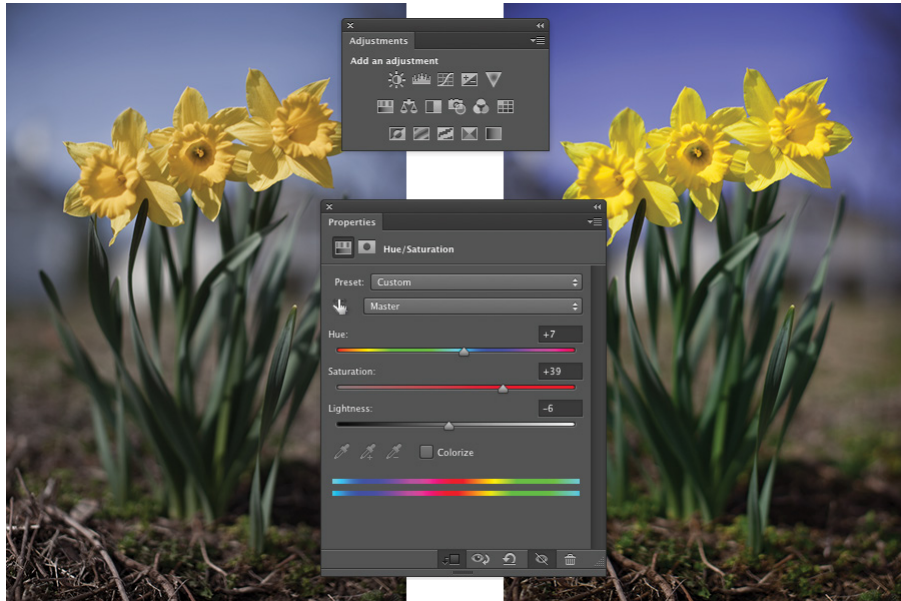 Adjustments
Add an adjustment
Properties
Hue/Saturation
Preset: Custom
Master
Hue: +7
Saturation: +39
Lightness: -6
Colorize